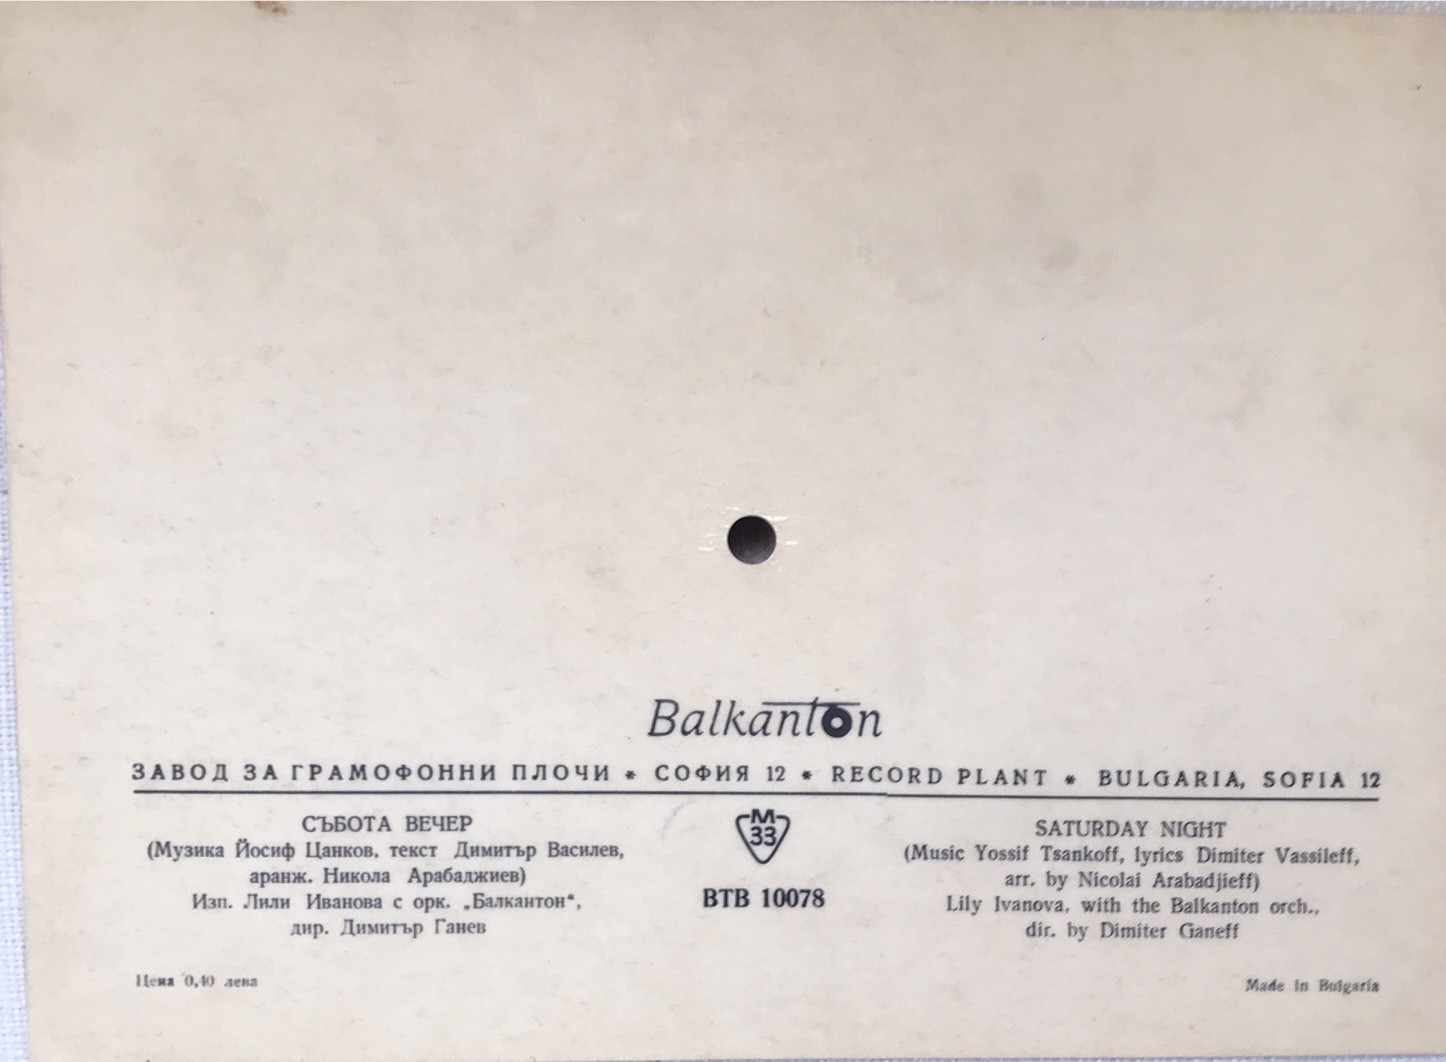 Balkanton
ЗАВОД ЗА ГРАМОФОННИ ПЛОЧИ * СОФИЯ 12 * RECORD PLANT * BULGARIA, SOFIA 12
СЪБОТА ВЕЧЕР
(Музика Йосиф Цанков, текст Димитър Василев,
аранж. Никола Арабаджиев)
Изп. Лили Иванова с орк. „Балкантон“,
дир. Димитър Ганев
Цена 0,40 лева
М
33
ВТВ 10078
SATURDAY NIGHT
(Music Yossif Tsankoff, lyrics Dimiter Vassileff,
arr. by Nicolai Arabadjieff)
Lily Ivanova, with the Balkanton orch.,
dir. by Dimiter Ganeff
Made in Bulgaria